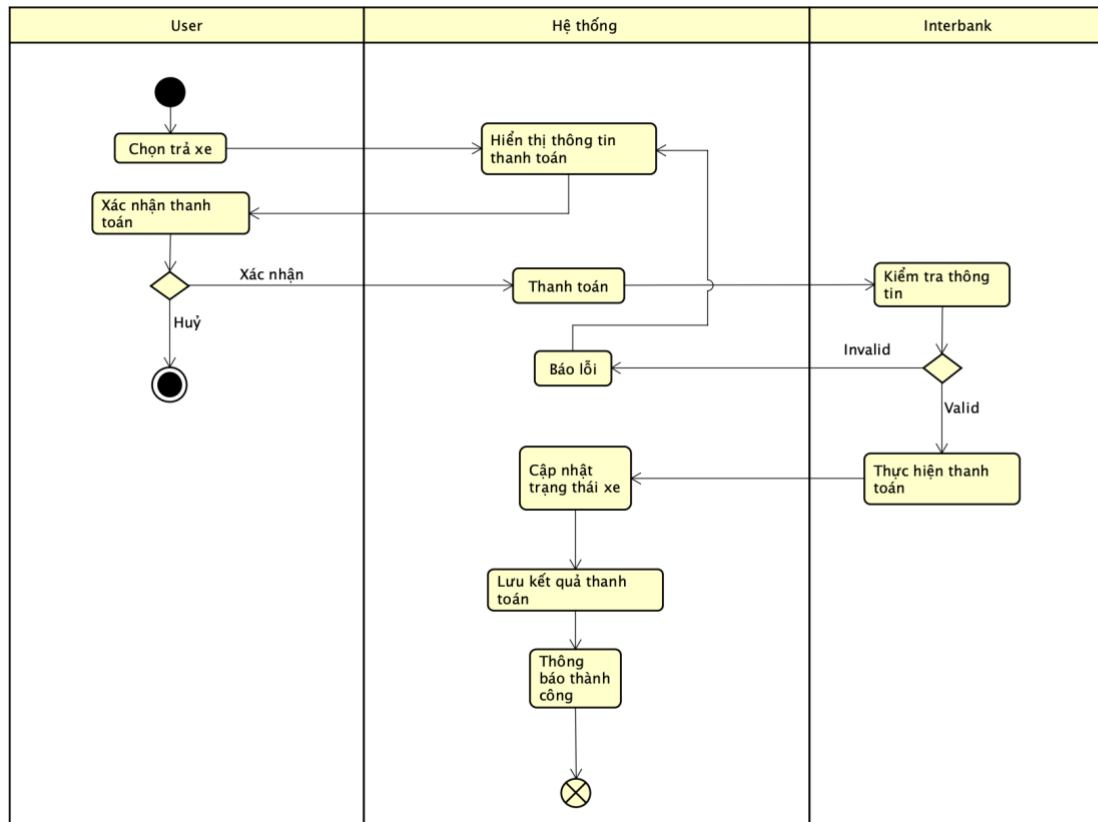 User
Hệ thống
Interbank
Chọn trả xe
Hiển thị thông tin
thanh toán
Xác nhận thanh
toán
Xác nhận
Thanh toán
Kiểm tra thông
tin
Huỷ
Báo lỗi
Invalid
Valid
Cập nhật
trạng thái xe
Thực hiện thanh
toán
Lưu kết quả thanh
toán
Thông
báo thành
công